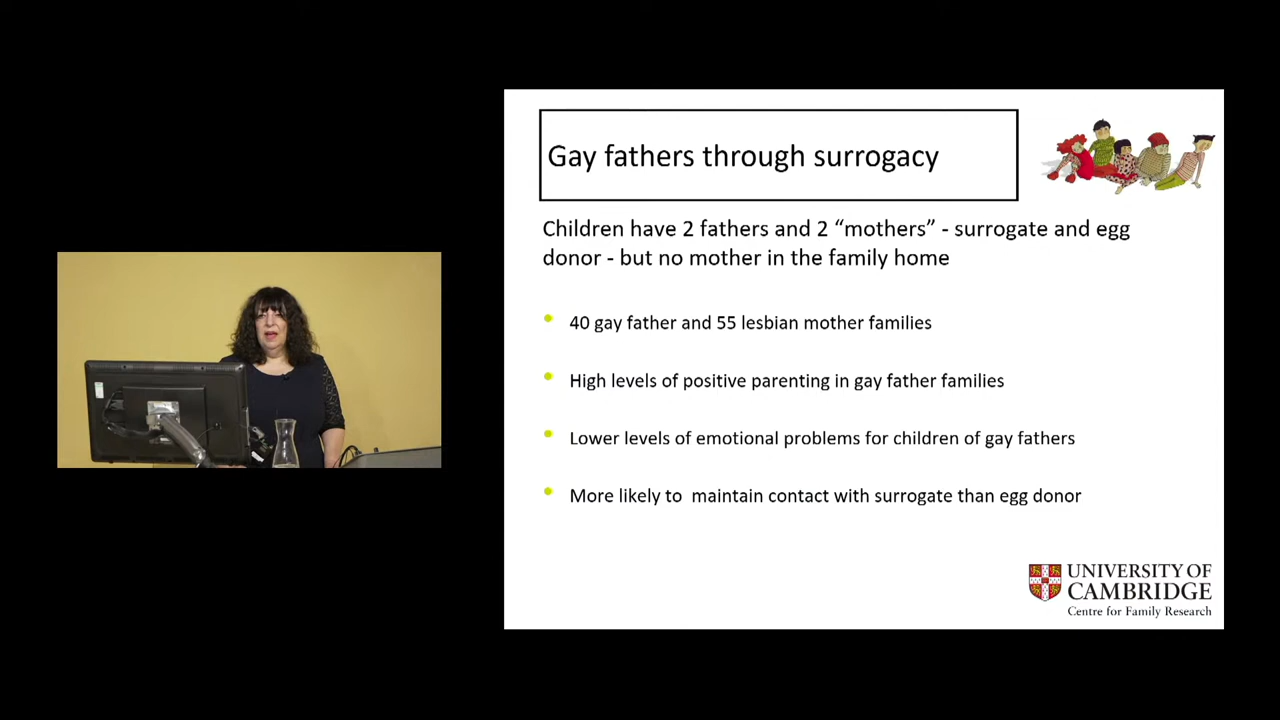 Gay fathers through surrogacy
Children have 2 fathers and 2 “mothers” - surrogate and egg
donor - but no mother in the family home
40 gay father and 55 lesbian mother families
High levels of positive parenting in gay father families
Lower levels of emotional problems for children of gay fathers
More likely to  maintain contact with surrogate than egg donor
UNIVERSITY OF
CAMBRIDGE
Centre for Family Research